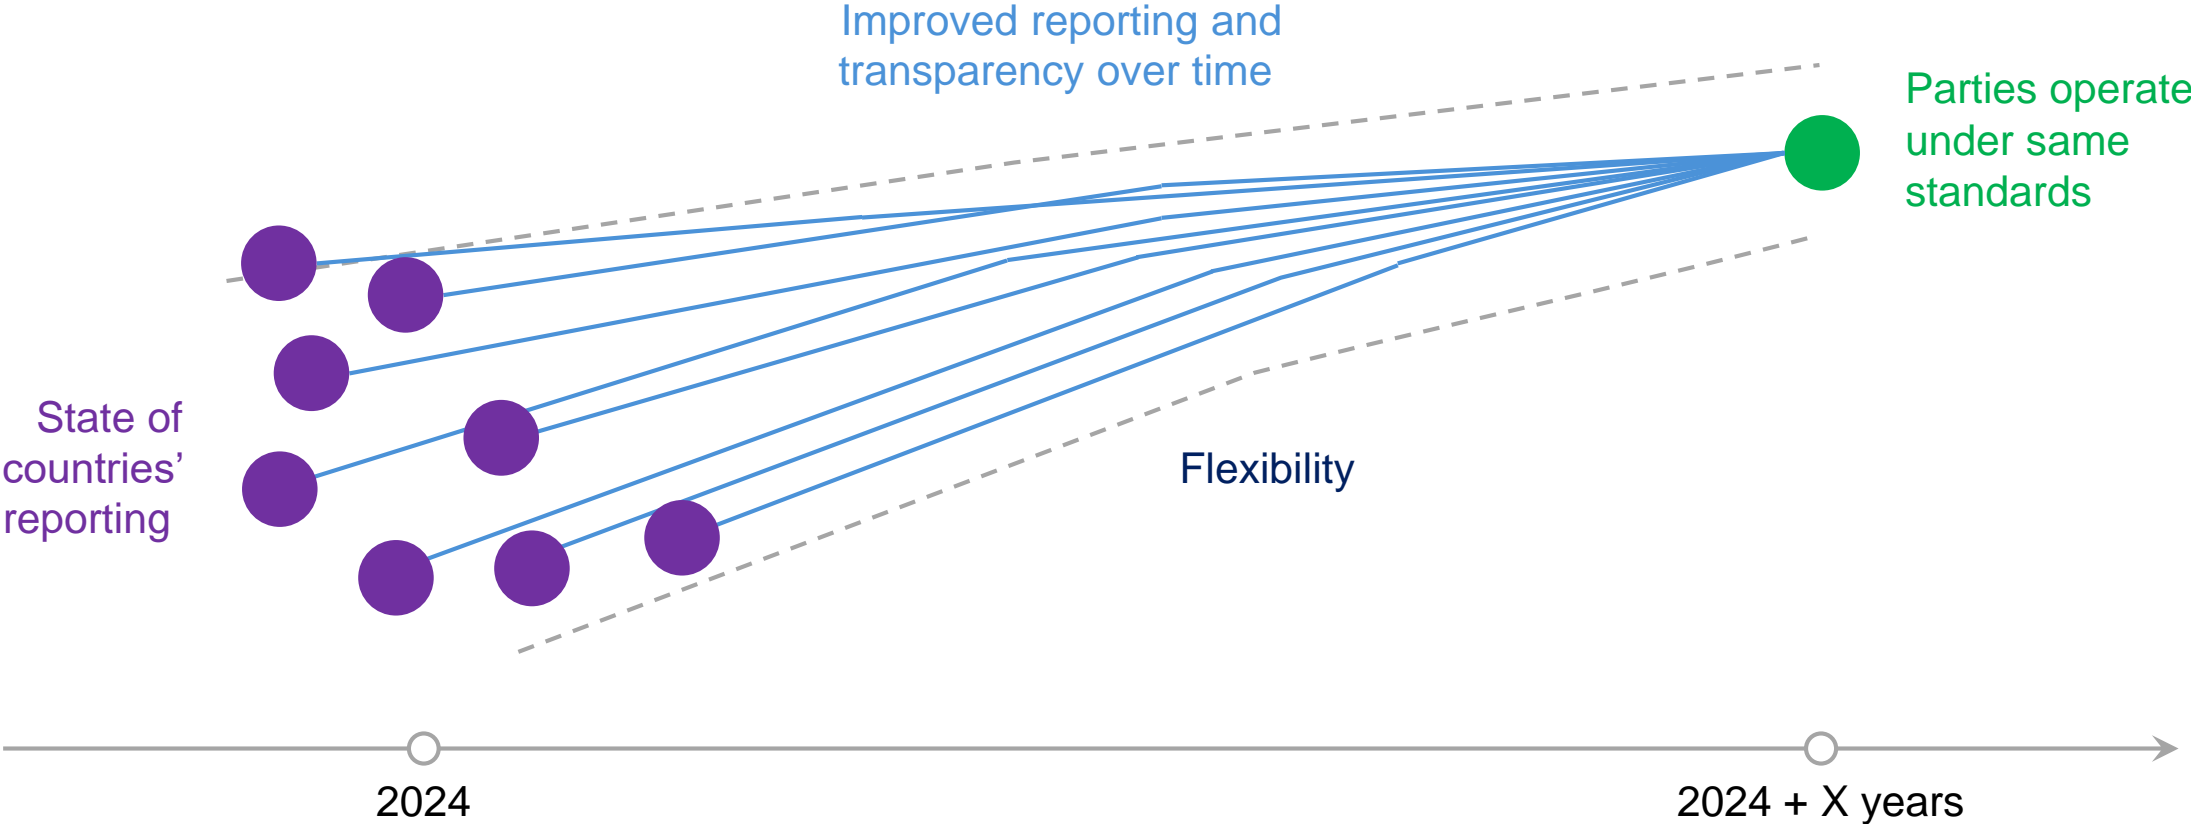 Improved reporting and
transparency over time
Parties operate
under same
standards
State of
countries’
reporting
Flexibility
2024
2024 + X years